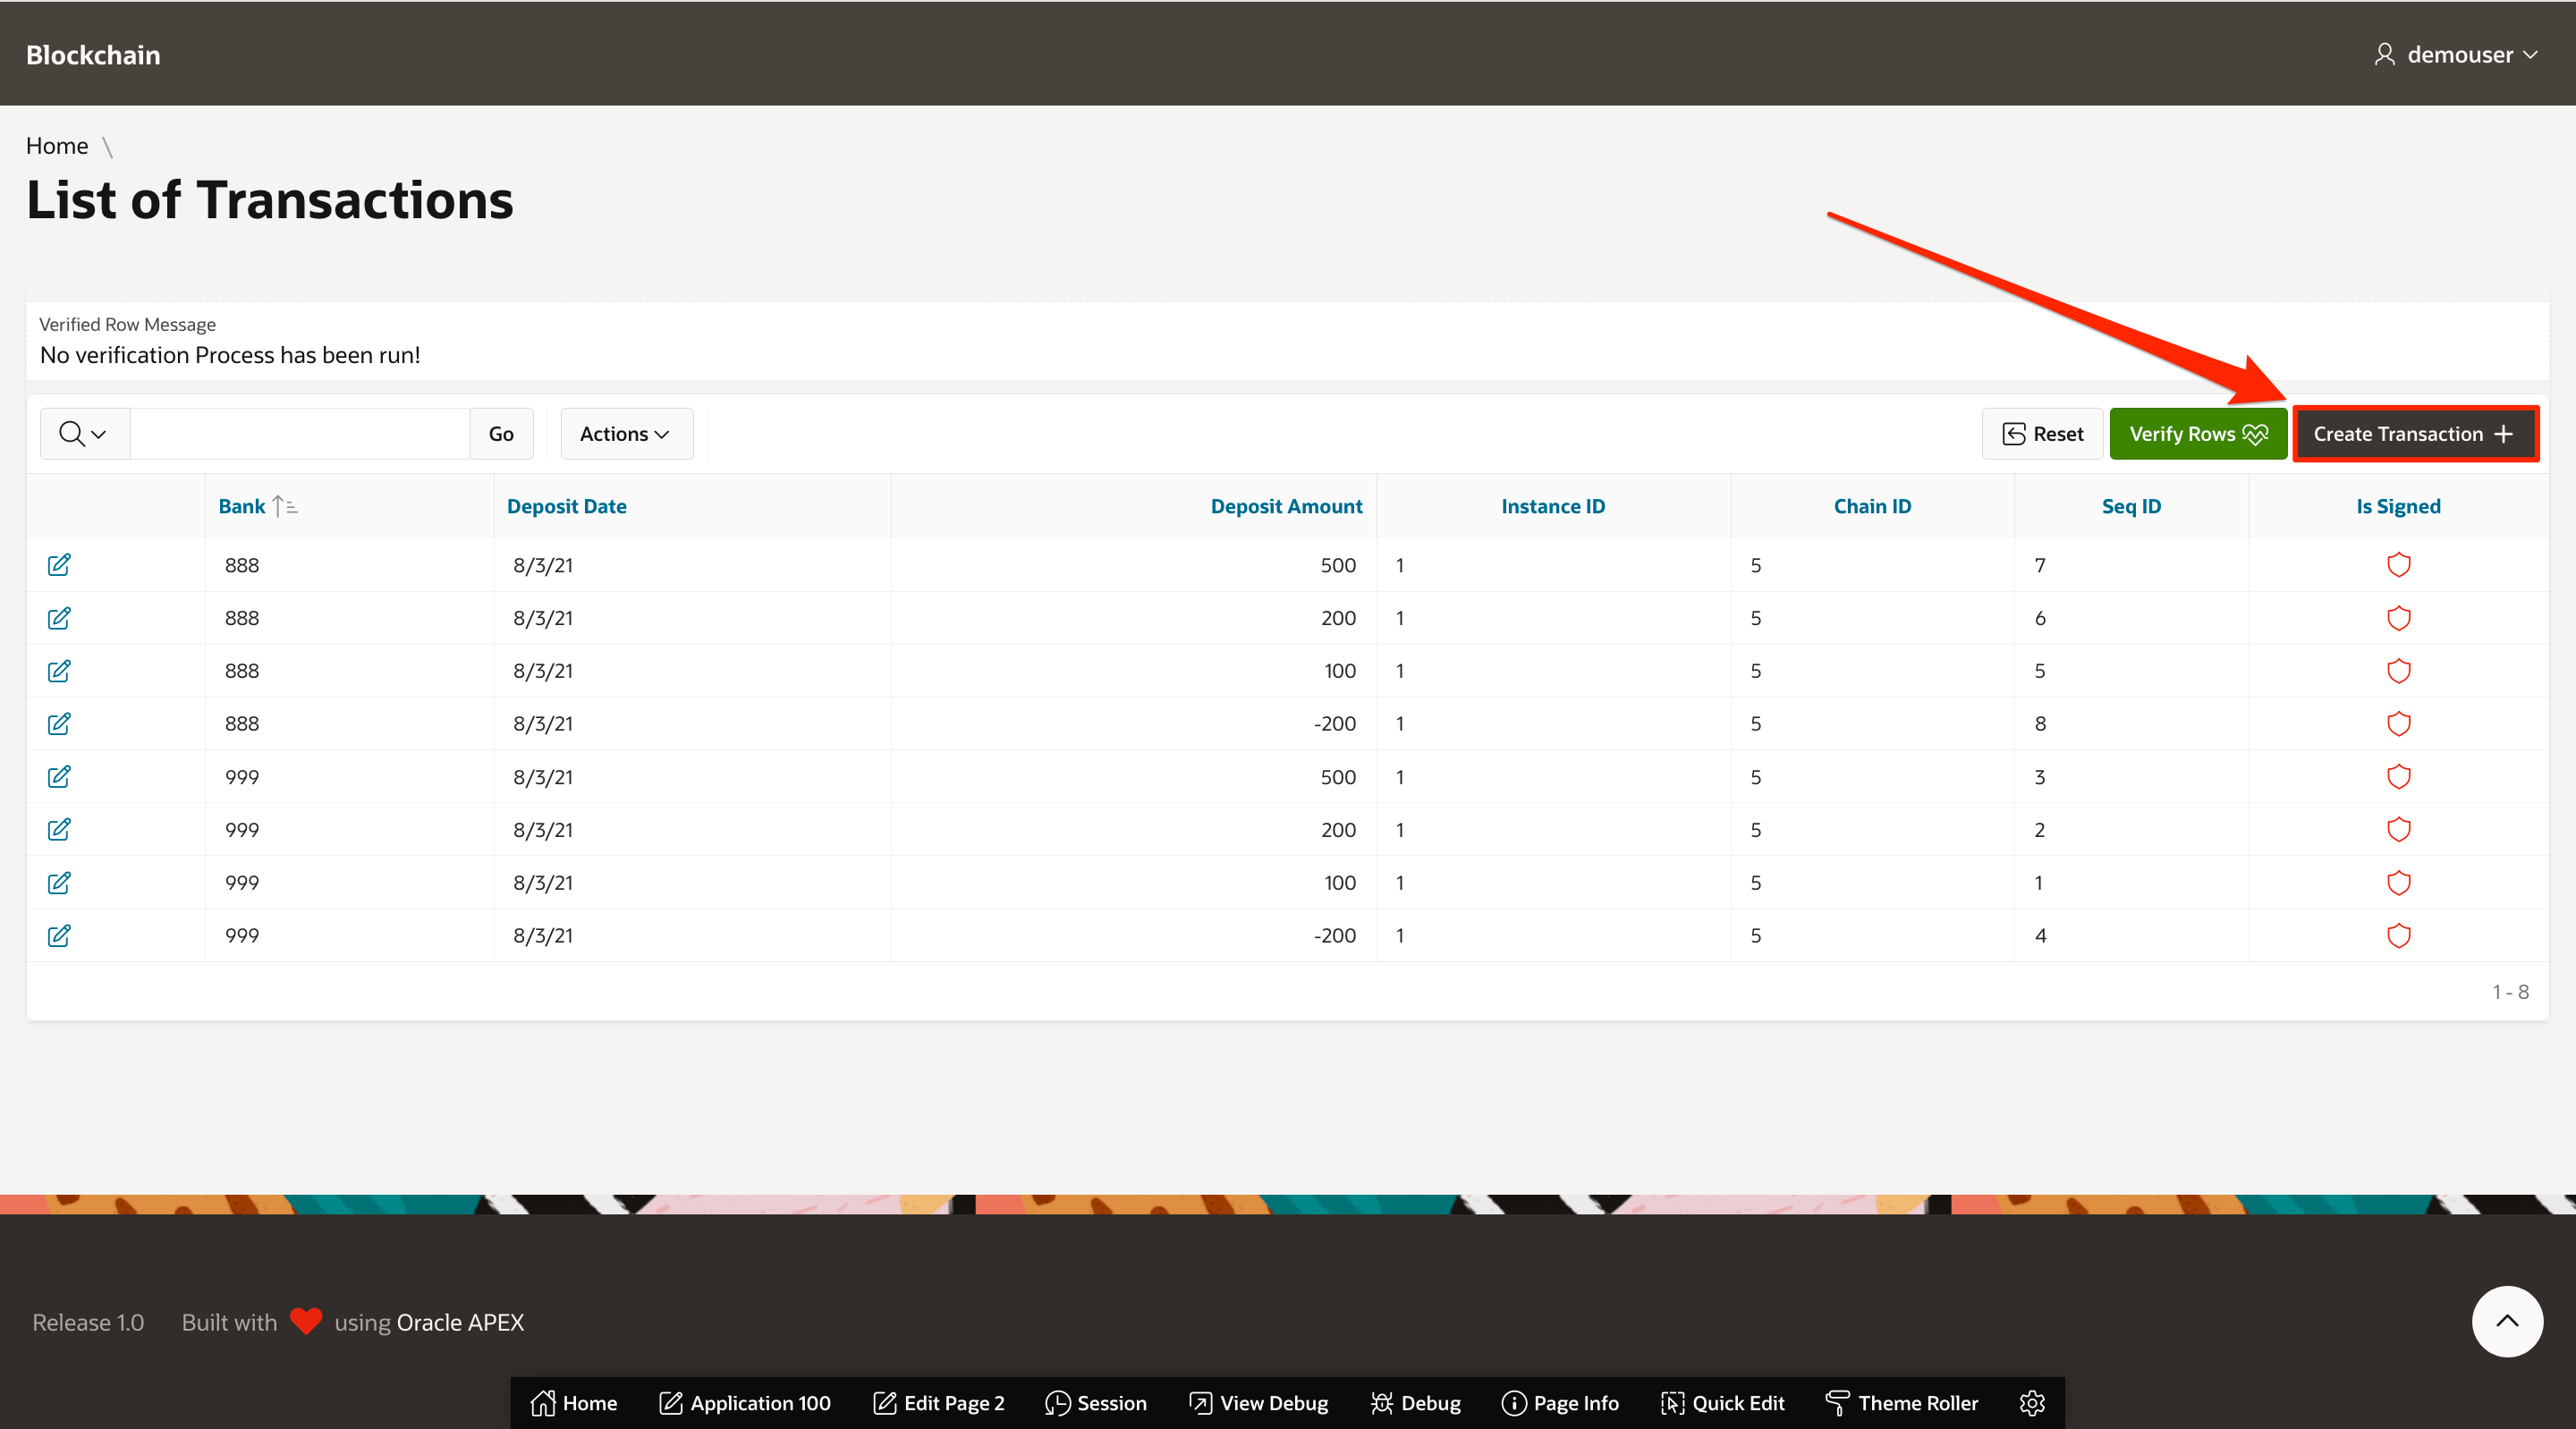 Blockchain
demouser
Home \
List of Transactions
Verified Row Message
No verification Process has been run!
Go
Actions
Reset
Verify Rows
Create Transaction
Bank Deposit Date Deposit Amount Instance ID Chain ID Seq ID Is Signed
888 8/3/21 500 1 5 7
888 8/3/21 200 1 5 6
888 8/3/21 100 1 5 5
888 8/3/21 -200 1 5 8
999 8/3/21 500 1 5 3
999 8/3/21 200 1 5 2
999 8/3/21 100 1 5 1
999 8/3/21 -200 1 5 4
1 - 8
Release 1.0 Built with using Oracle APEX
Home Application 100 Edit Page 2 Session View Debug Debug Page Info Quick Edit Theme Roller